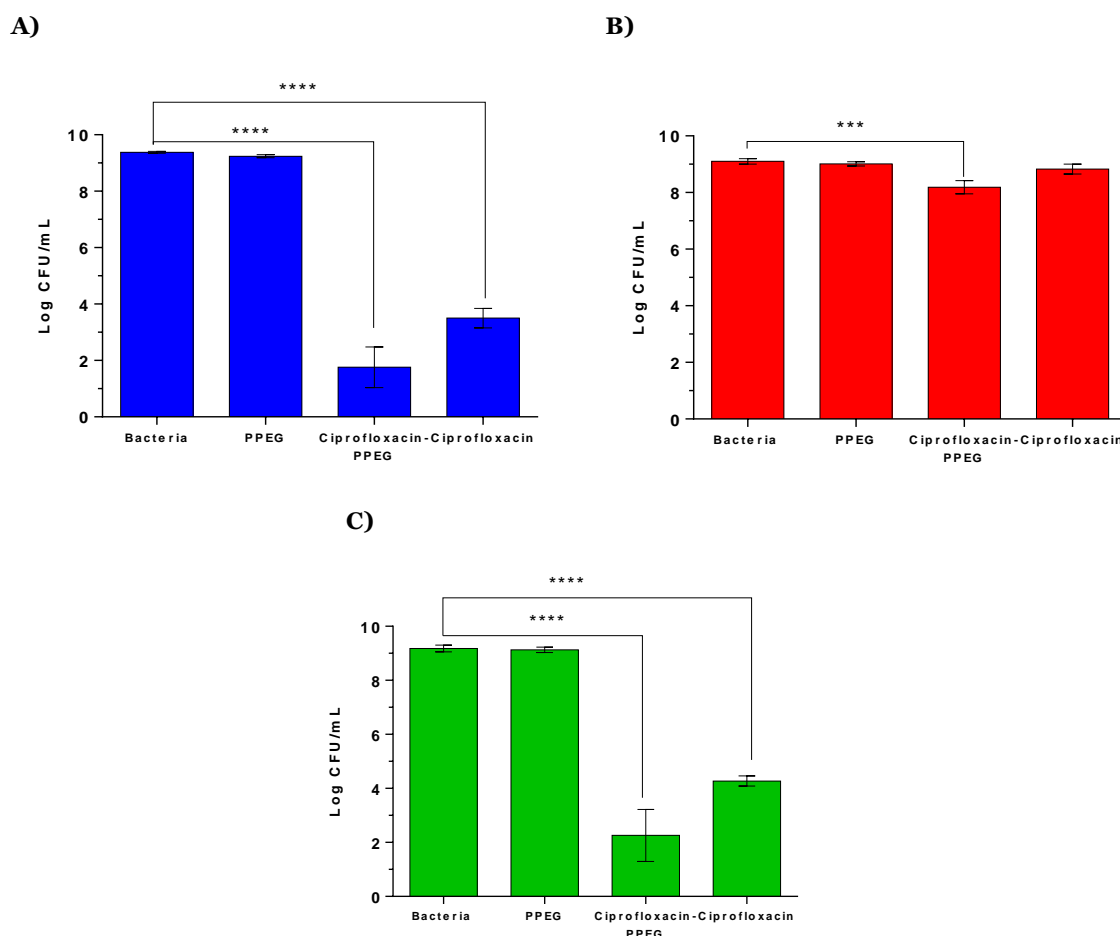 A)
B)
****
****
10
8
6
4
2
0
Log CFU/mL
Bacteria PPEG Ciprofloxacin-Ciprofloxacin
PPEG
***
10
8
6
4
2
0
Log CFU/mL
Bacteria PPEG Ciprofloxacin-Ciprofloxacin
PPEG
C)
****
****
10
8
6
4
2
0
Log CFU/mL
Bacteria PPEG Ciprofloxacin-Ciprofloxacin
PPEG